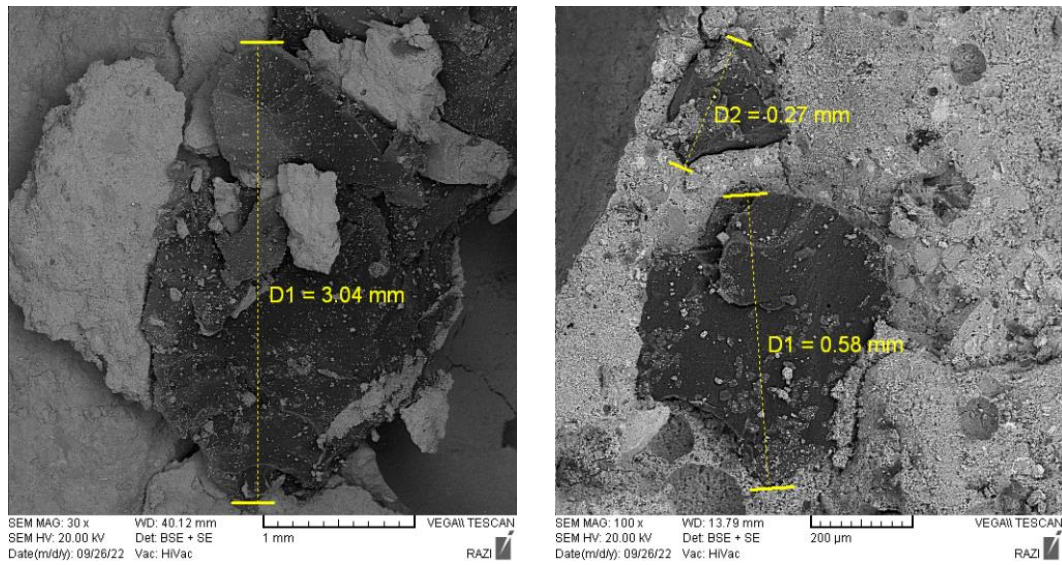 D1 = 3.04 mm
SEM MAG: 30 x WD: 40.12 mm
SEM HV: 20.00 kV Det: BSE + SE 1 mm VEGA\\ TESCAN
Date(m/d/y): 09/26/22 Vac: HiVac RAZI
D2 = 0.27 mm
D1 = 0.58 mm
SEM MAG: 100 x WD: 13.79 mm
SEM HV: 20.00 kV Det: BSE + SE 200 µm VEGA\\ TESCAN
Date(m/d/y): 09/26/22 Vac: HiVac RAZI